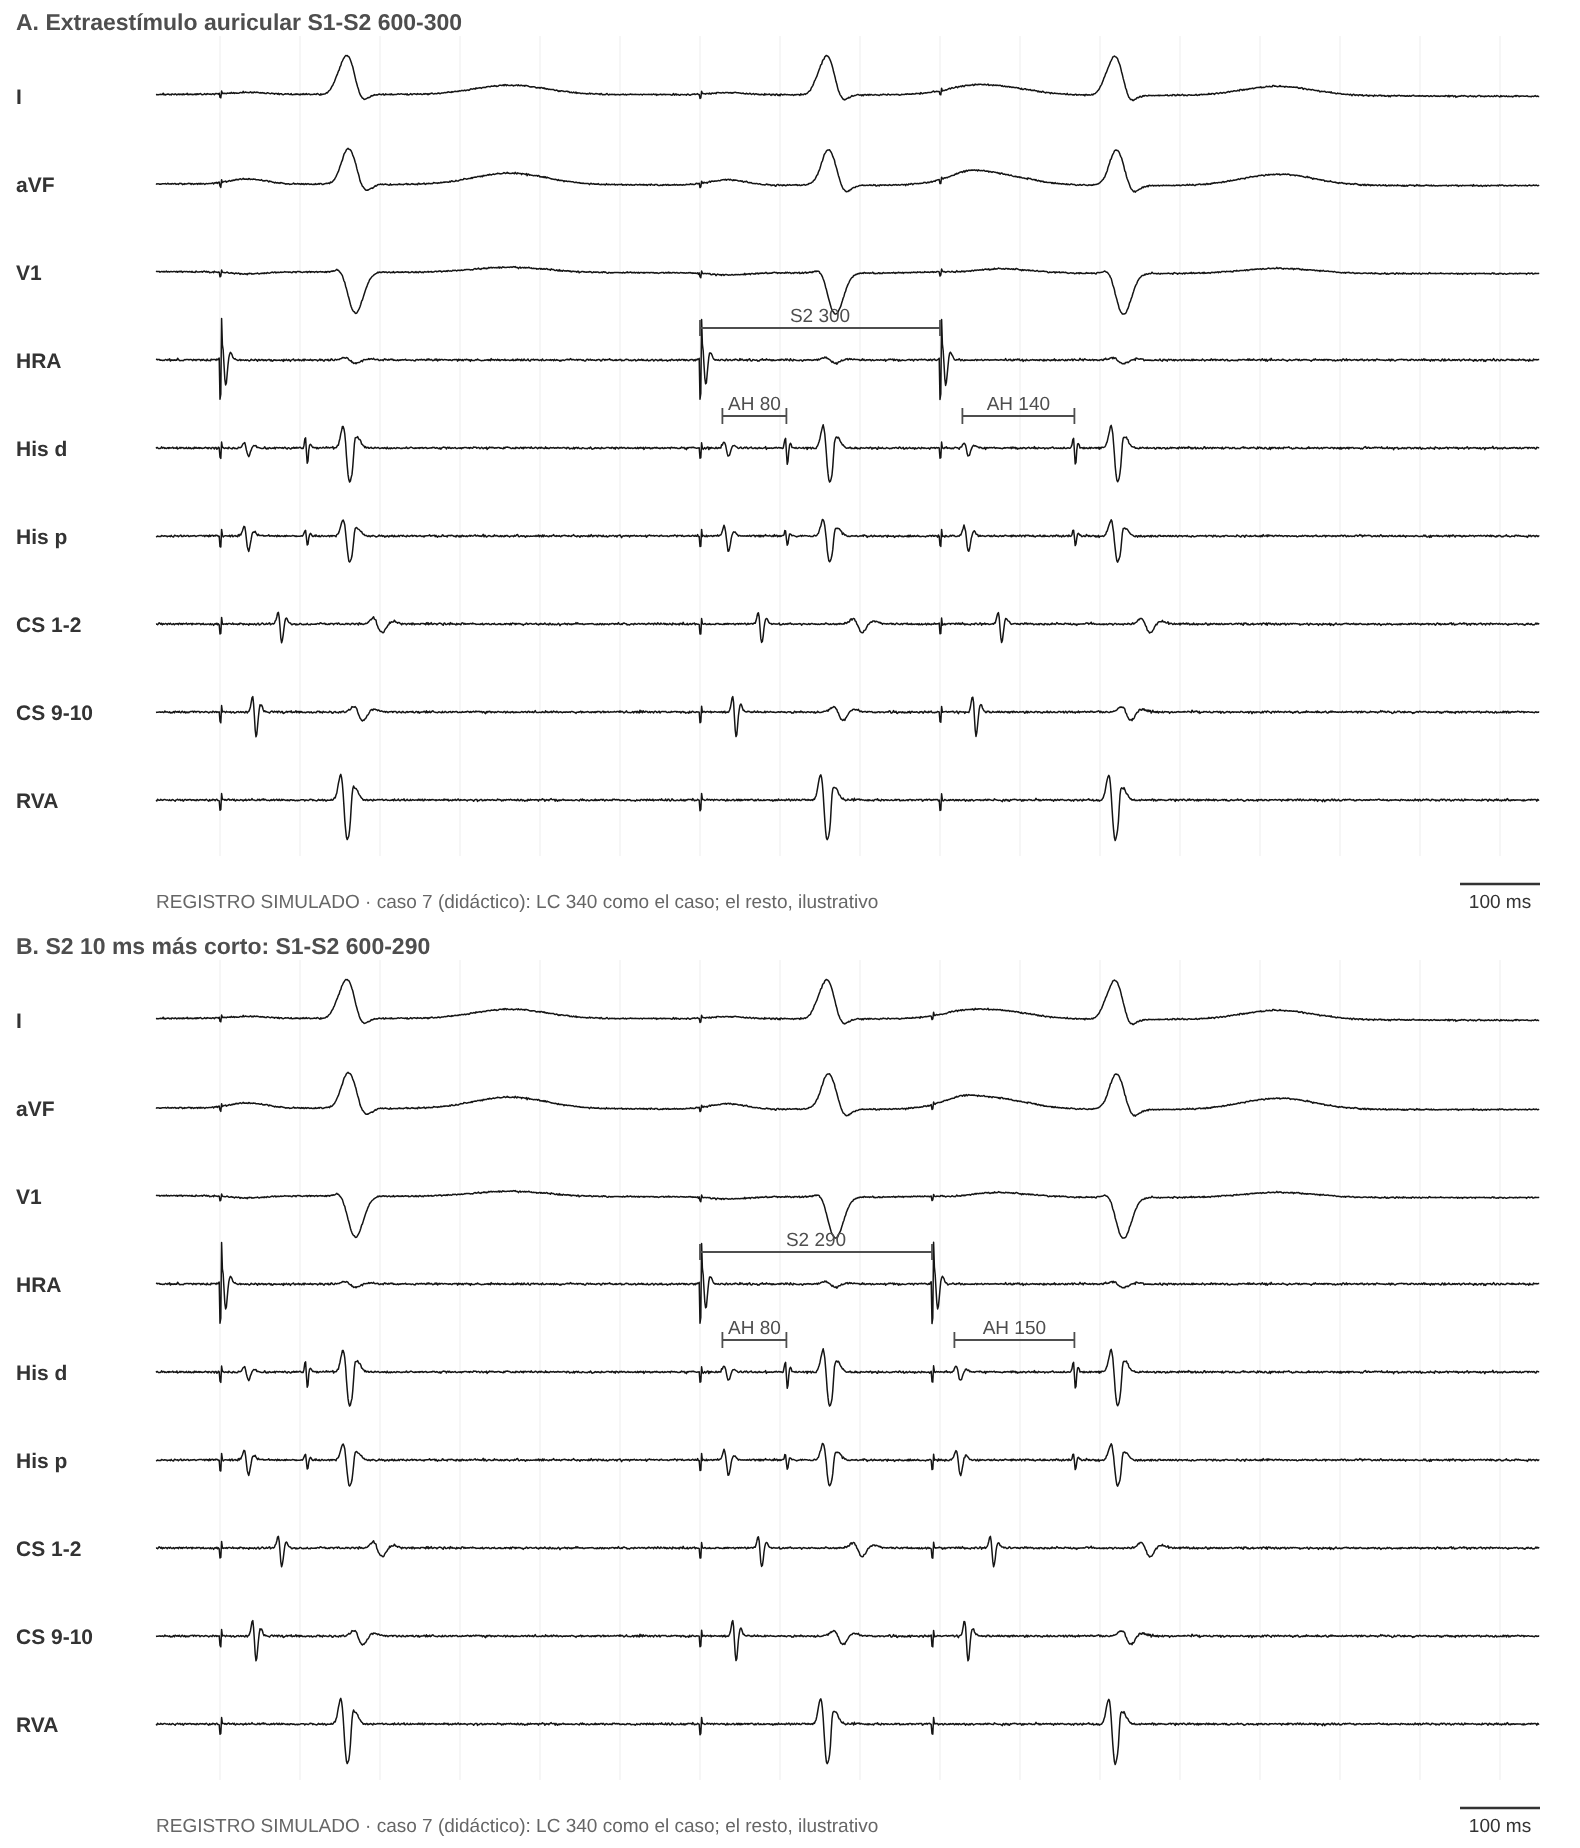 A. Extraestímulo auricular S1-S2 600-300
I
aVF
V1
S2 300
HRA
AH 80 AH 140
His d
His p
CS 1-2
CS 9-10
RVA
REGISTRO SIMULADO · caso 7 (didáctico): LC 340 como el caso; el resto, ilustrativo
100 ms
B. S2 10 ms más corto: S1-S2 600-290
I
aVF
V1
S2 290
HRA
AH 80 AH 150
His d
His p
CS 1-2
CS 9-10
RVA
REGISTRO SIMULADO · caso 7 (didáctico): LC 340 como el caso; el resto, ilustrativo
100 ms